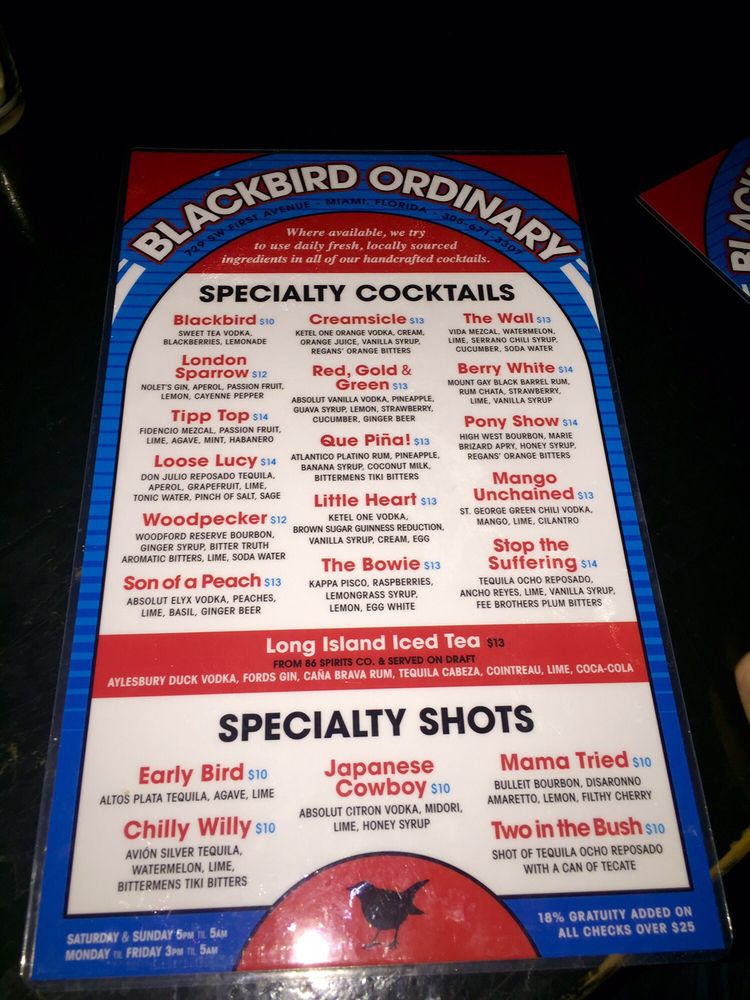 BLACKBIRD ORDINARY
729 SW FIRST AVENUE - MIAMI, FLORIDA - 305-671-3307
Where available, we try
to use daily fresh, locally sourced
ingredients in all of our handcrafted cocktails.
SPECIALTY COCKTAILS
Blackbird $10
SWEET TEA VODKA,
BLACKBERRIES, LEMONADE
London
Sparrow $12
NOLET'S GIN, APEROL, PASSION FRUIT,
LEMON, CAYENNE PEPPER
Tipp Top $14
FIDENCIO MEZCAL, PASSION FRUIT,
LIME, AGAVE, MINT, HABANERO
Loose Lucy $14
DON JULIO REPOSADO TEQUILA,
APEROL, GRAPEFRUIT, LIME,
TONIC WATER, PINCH OF SALT, SAGE
Woodpecker $12
WOODFORD RESERVE BOURBON,
GINGER SYRUP, BITTER TRUTH
AROMATIC BITTERS, LIME, SODA WATER
Son of a Peach $13
ABSOLUT ELYX VODKA, PEACHES,
LIME, BASIL, GINGER BEER
Creamsicle $13
KETEL ONE ORANGE VODKA, CREAM,
ORANGE JUICE, VANILLA SYRUP,
REGANS' ORANGE BITTERS
Red, Gold &
Green $13
ABSOLUT VANILLA VODKA, PINEAPPLE,
GUAVA SYRUP, LEMON, STRAWBERRY,
CUCUMBER, GINGER BEER
Que Piña! $13
ATLANTICO PLATINO RUM, PINEAPPLE,
BANANA SYRUP, COCONUT MILK,
BITTERMENS TIKI BITTERS
Little Heart $13
KETEL ONE VODKA,
BROWN SUGAR GUINNESS REDUCTION,
VANILLA SYRUP, CREAM, EGG
The Bowie $13
KAPPA PISCO, RASPBERRIES,
LEMONGRASS SYRUP,
LEMON, EGG WHITE
The Wall $13
VIDA MEZCAL, WATERMELON,
LIME, SERRANO CHILI SYRUP,
CUCUMBER, SODA WATER
Berry White $14
MOUNT GAY BLACK BARREL RUM,
RUM CHATA, STRAWBERRY,
LIME, VANILLA SYRUP
Pony Show $14
HIGH WEST BOURBON, MARIE
BRIZARD APRY, HONEY SYRUP,
REGANS' ORANGE BITTERS
Mango
Unchained $13
ST. GEORGE GREEN CHILI VODKA,
MANGO, LIME, CILANTRO
Stop the
Suffering $14
TEQUILA OCHO REPOSADO,
ANCHO REYES, LIME, VANILLA SYRUP,
FEE BROTHERS PLUM BITTERS
Long Island Iced Tea $13
FROM 86 SPIRITS CO. & SERVED ON DRAFT
AYLESBURY DUCK VODKA, FORDS GIN, CAÑA BRAVA RUM, TEQUILA CABEZA, COINTREAU, LIME, COCA-COLA
SPECIALTY SHOTS
Early Bird $10
ALTOS PLATA TEQUILA, AGAVE, LIME
Chilly Willy $10
AVIÓN SILVER TEQUILA,
WATERMELON, LIME,
BITTERMENS TIKI BITTERS
Japanese
Cowboy $10
ABSOLUT CITRON VODKA, MIDORI,
LIME, HONEY SYRUP
Mama Tried $10
BULLEIT BOURBON, DISARONNO
AMARETTO, LEMON, FILTHY CHERRY
Two in the Bush $10
SHOT OF TEQUILA OCHO REPOSADO
WITH A CAN OF TECATE
SATURDAY & SUNDAY 5PM TIL 5AM
MONDAY TIL FRIDAY 3PM TIL 5AM
18% GRATUITY ADDED ON
ALL CHECKS OVER $25